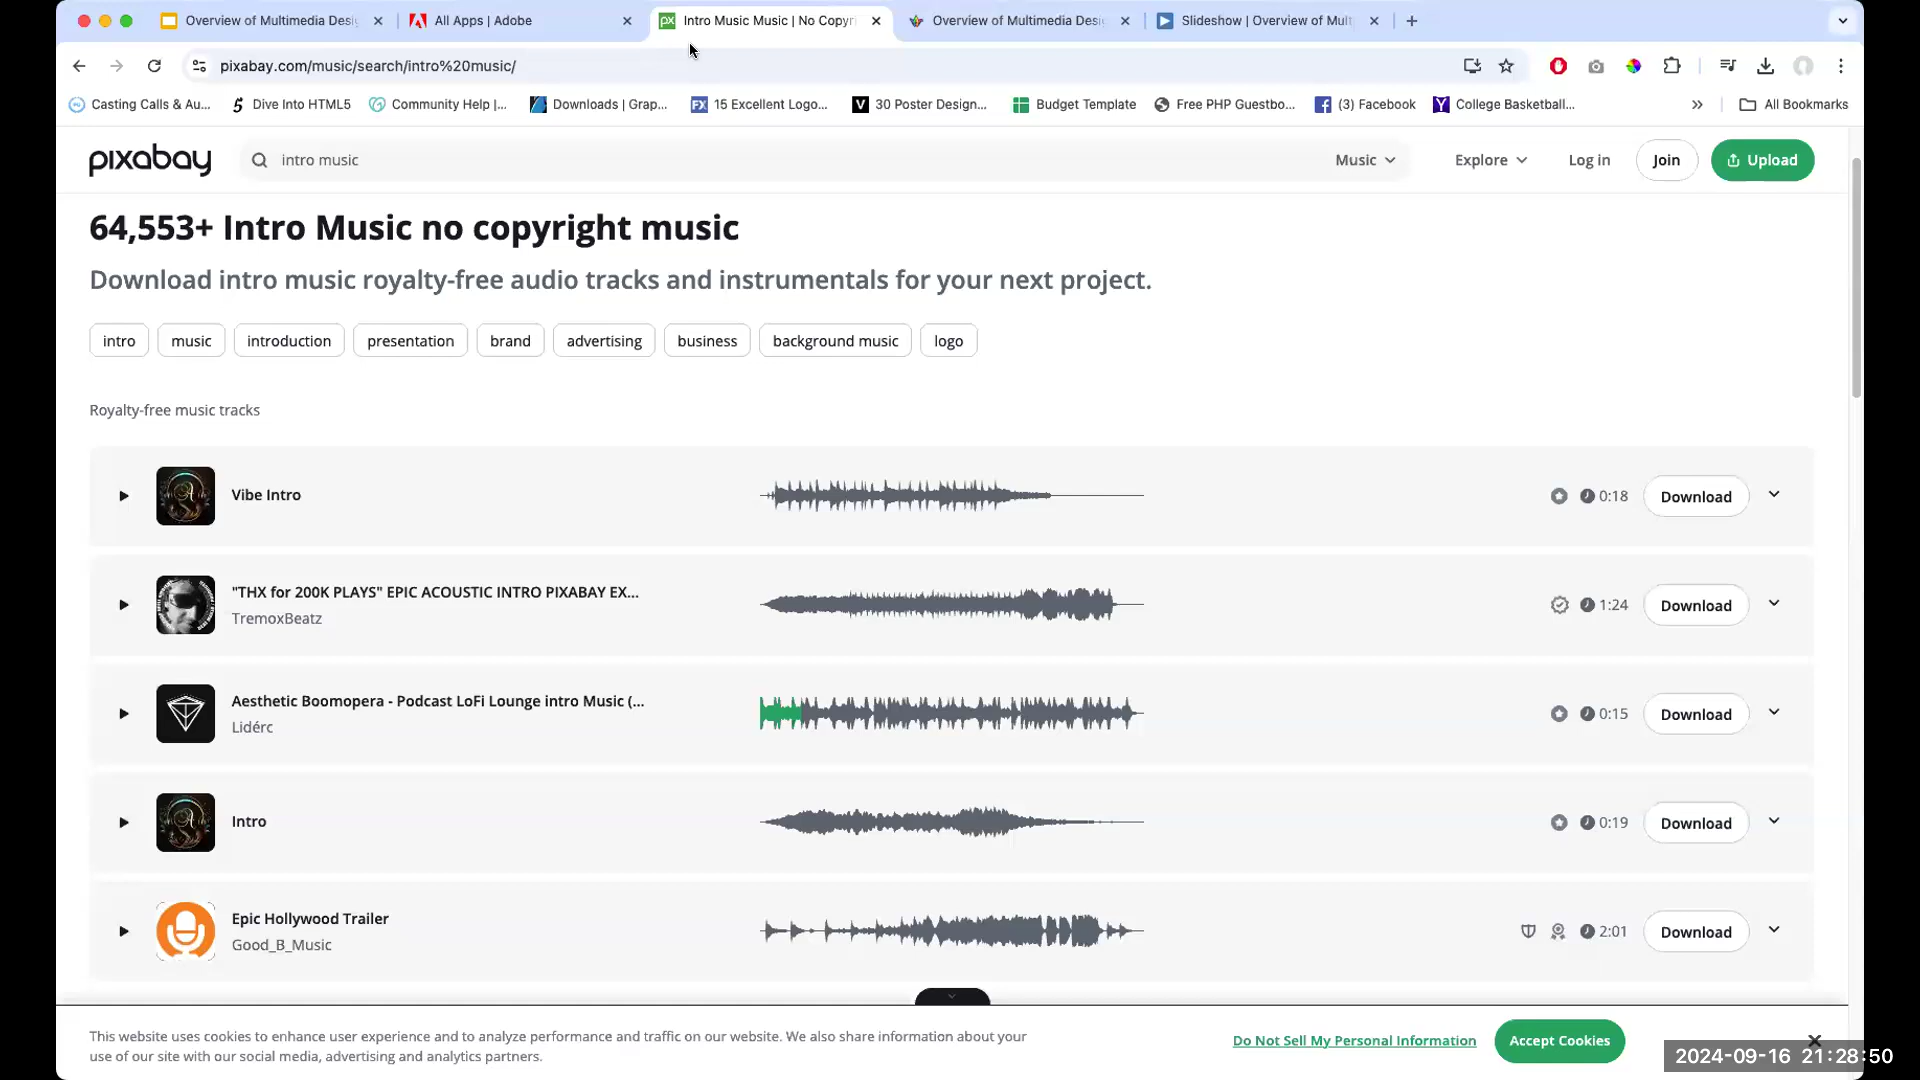 Overview of Multimedia Desi
All Apps | Adobe
Intro Music Music | No Copyri
Overview of Multimedia Desi
Slideshow | Overview of Mult
pixabay.com/music/search/intro%20music/
Casting Calls & Au...
Dive Into HTML5
Community Help |...
Downloads | Grap...
FX 15 Excellent Logo...
V 30 Poster Design...
Budget Template
Free PHP Guestbo...
(3) Facebook
Y College Basketball...
All Bookmarks
pixabay
intro music
Music
Explore
Log in
Join
Upload
64,553+ Intro Music no copyright music
Download intro music royalty-free audio tracks and instrumentals for your next project.
intro
music
introduction
presentation
brand
advertising
business
background music
logo
Royalty-free music tracks
Vibe Intro
0:18
Download
"THX for 200K PLAYS" EPIC ACOUSTIC INTRO PIXABAY EX...
TremoxBeatz
1:24
Download
Aesthetic Boomopera - Podcast LoFi Lounge intro Music (...
Lidérc
0:15
Download
Intro
0:19
Download
Epic Hollywood Trailer
Good_B_Music
2:01
Download
This website uses cookies to enhance user experience and to analyze performance and traffic on our website. We also share information about your
use of our site with our social media, advertising and analytics partners.
Do Not Sell My Personal Information
Accept Cookies
2024-09-16 21:28:50